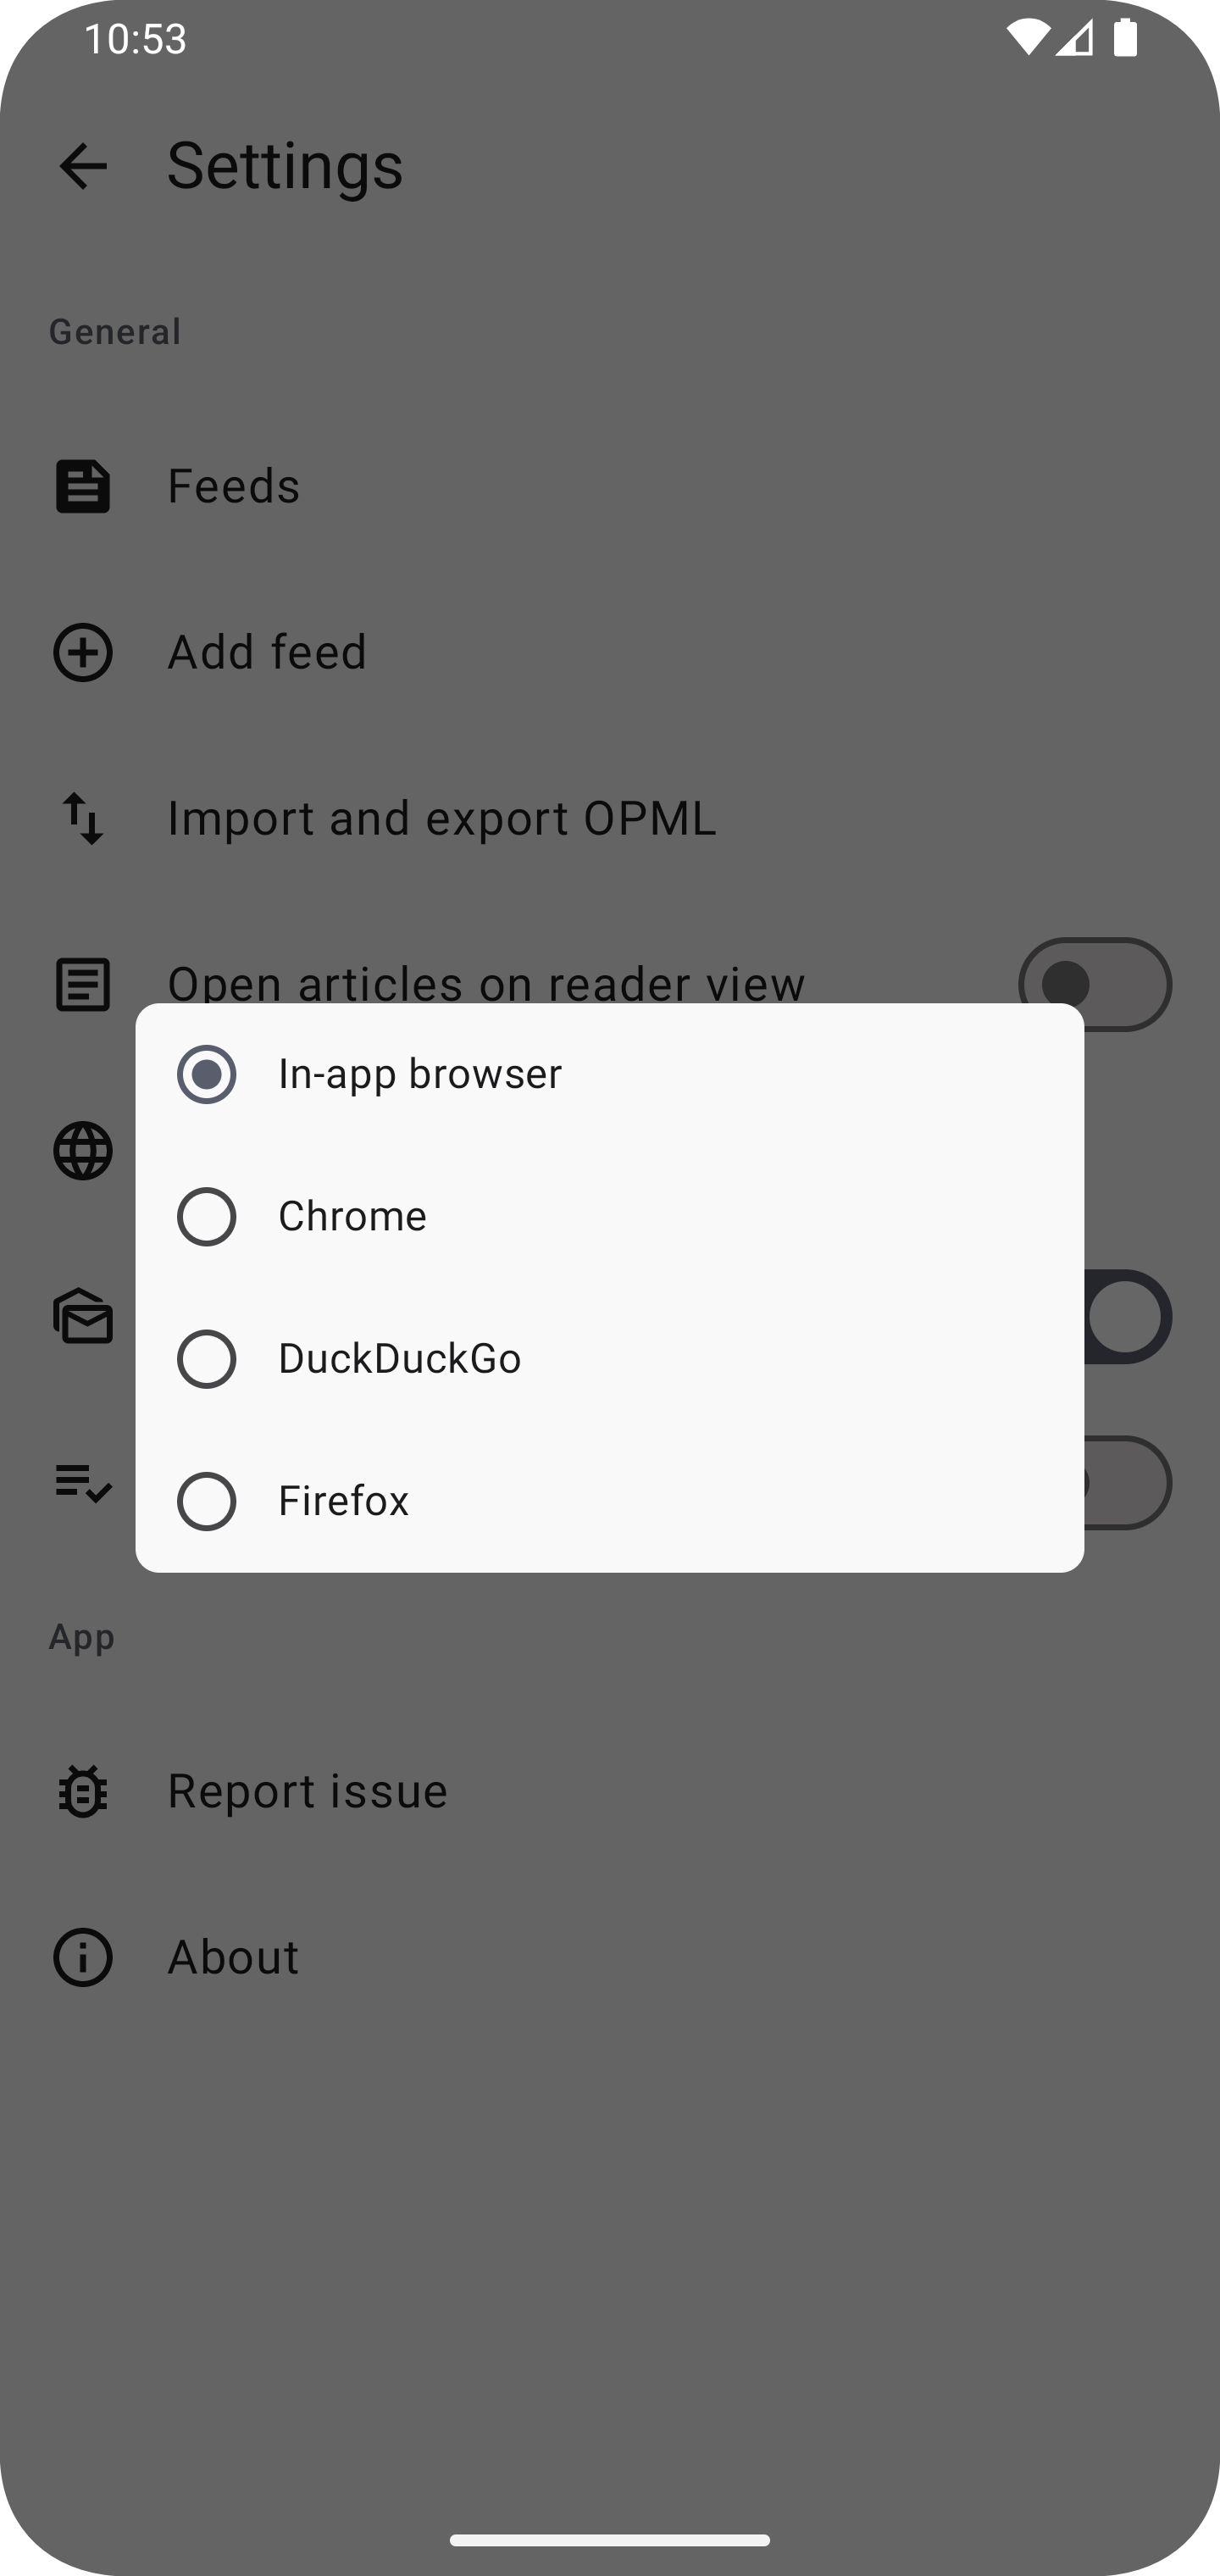 10:53
Settings
General
Feeds
Add feed
Import and export OPML
Open articles on reader view
In-app browser
Chrome
DuckDuckGo
Firefox
App
Report issue
About